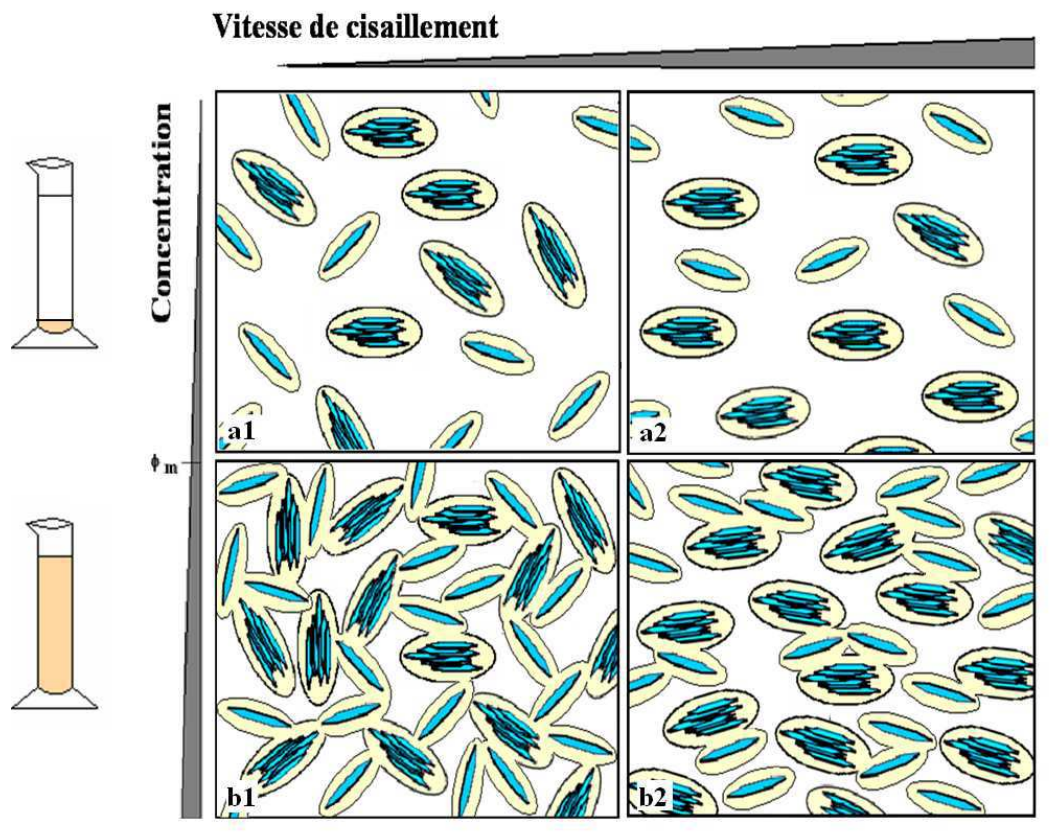 Vitesse de cisaillement
Concentration
a1
a2
ϕ m
b1
b2